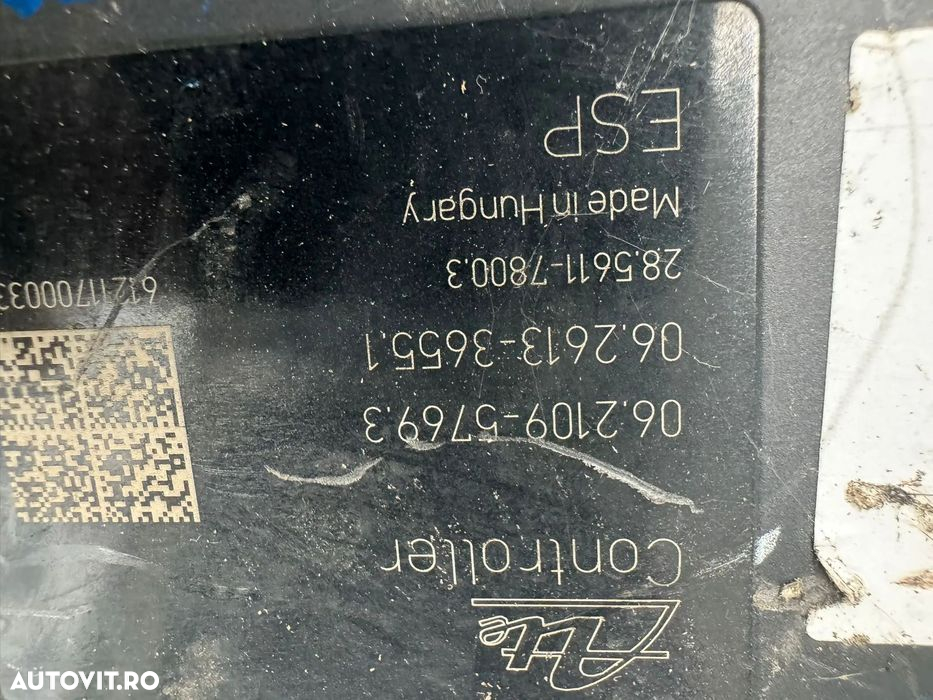 Ate
Controller
06.2109-5769.3
06.2613-3655.1
28.5611-7800.3
Made in Hungary
ESP
AUTOVIT.RO